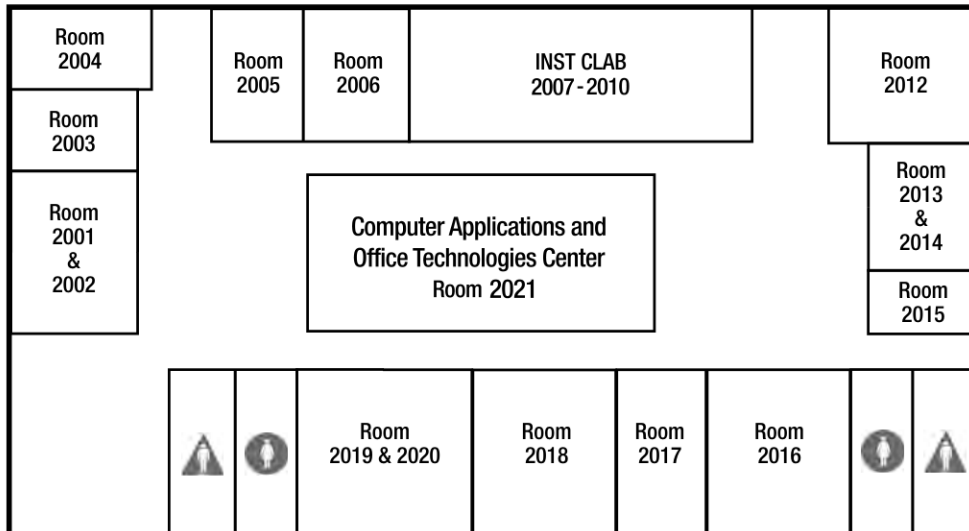 Room
2004
Room
2005
Room
2006
INST CLAB
2007-2010
Room
2012
Room
2003
Room
2013
&
2014
Room
2001
&
2002
Computer Applications and
Office Technologies Center
Room 2021
Room
2015
Room
2019 & 2020
Room
2018
Room
2017
Room
2016